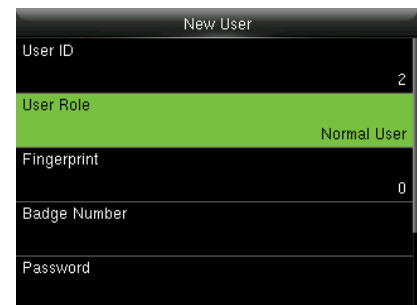 New User
User ID
2
User Role
Normal User
Fingerprint
0
Badge Number
Password